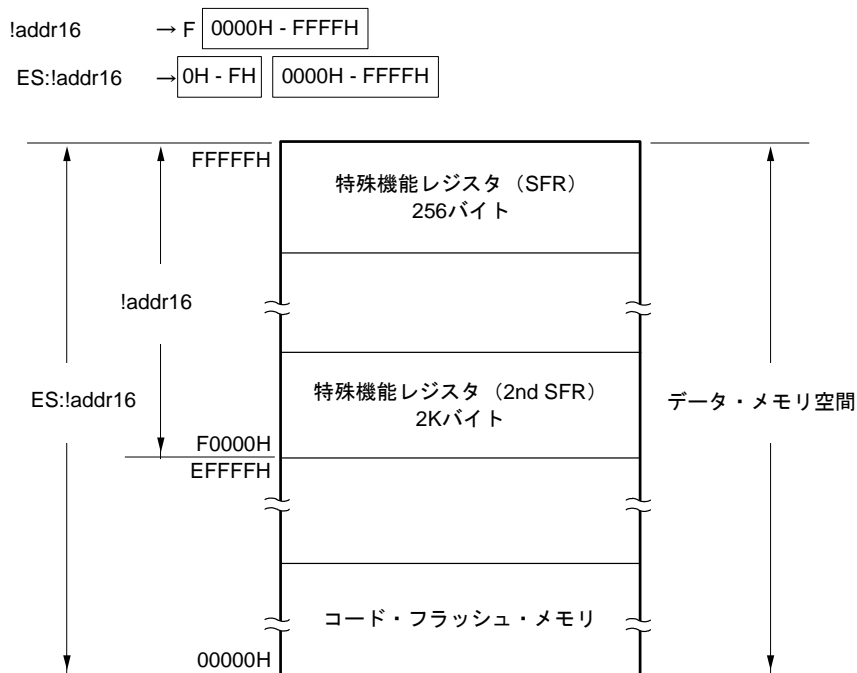 !addr16 → F 0000H - FFFFH
ES:!addr16 → 0H - FH 0000H - FFFFH
FFFFFH
特殊機能レジスタ（SFR）
256バイト
!addr16
ES:!addr16
特殊機能レジスタ（2nd SFR）
2Kバイト
データ・メモリ空間
F0000H
EFFFFH
コード・フラッシュ・メモリ
00000H